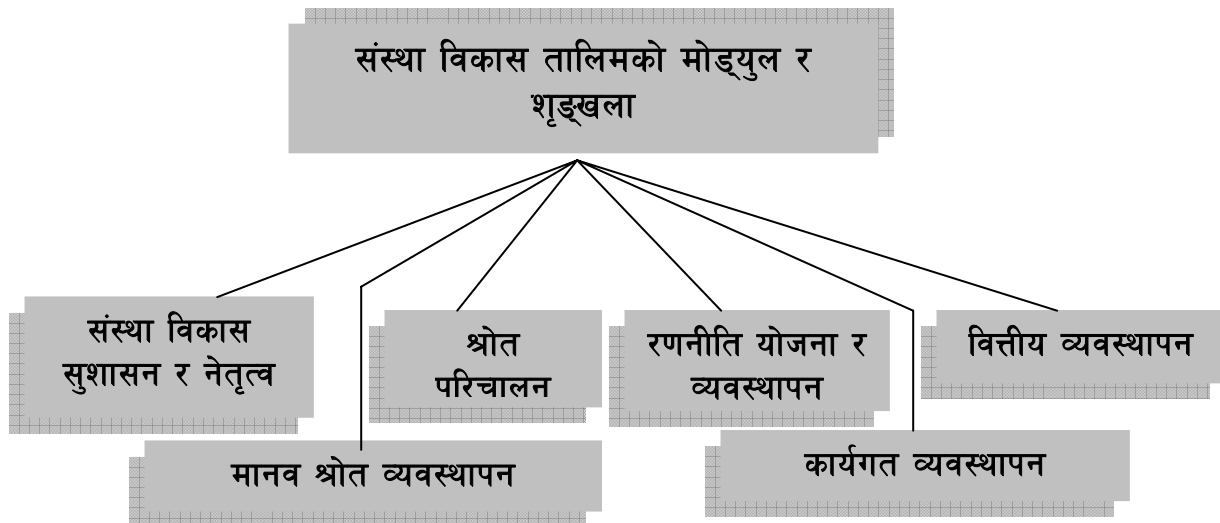 संस्था विकास तालिमको मोड्युल र
शृङ्खला
संस्था विकास
सुशासन र नेतृत्व
श्रोत
परिचालन
रणनीति योजना र
व्यवस्थापन
वित्तीय व्यवस्थापन
मानव श्रोत व्यवस्थापन
कार्यगत व्यवस्थापन